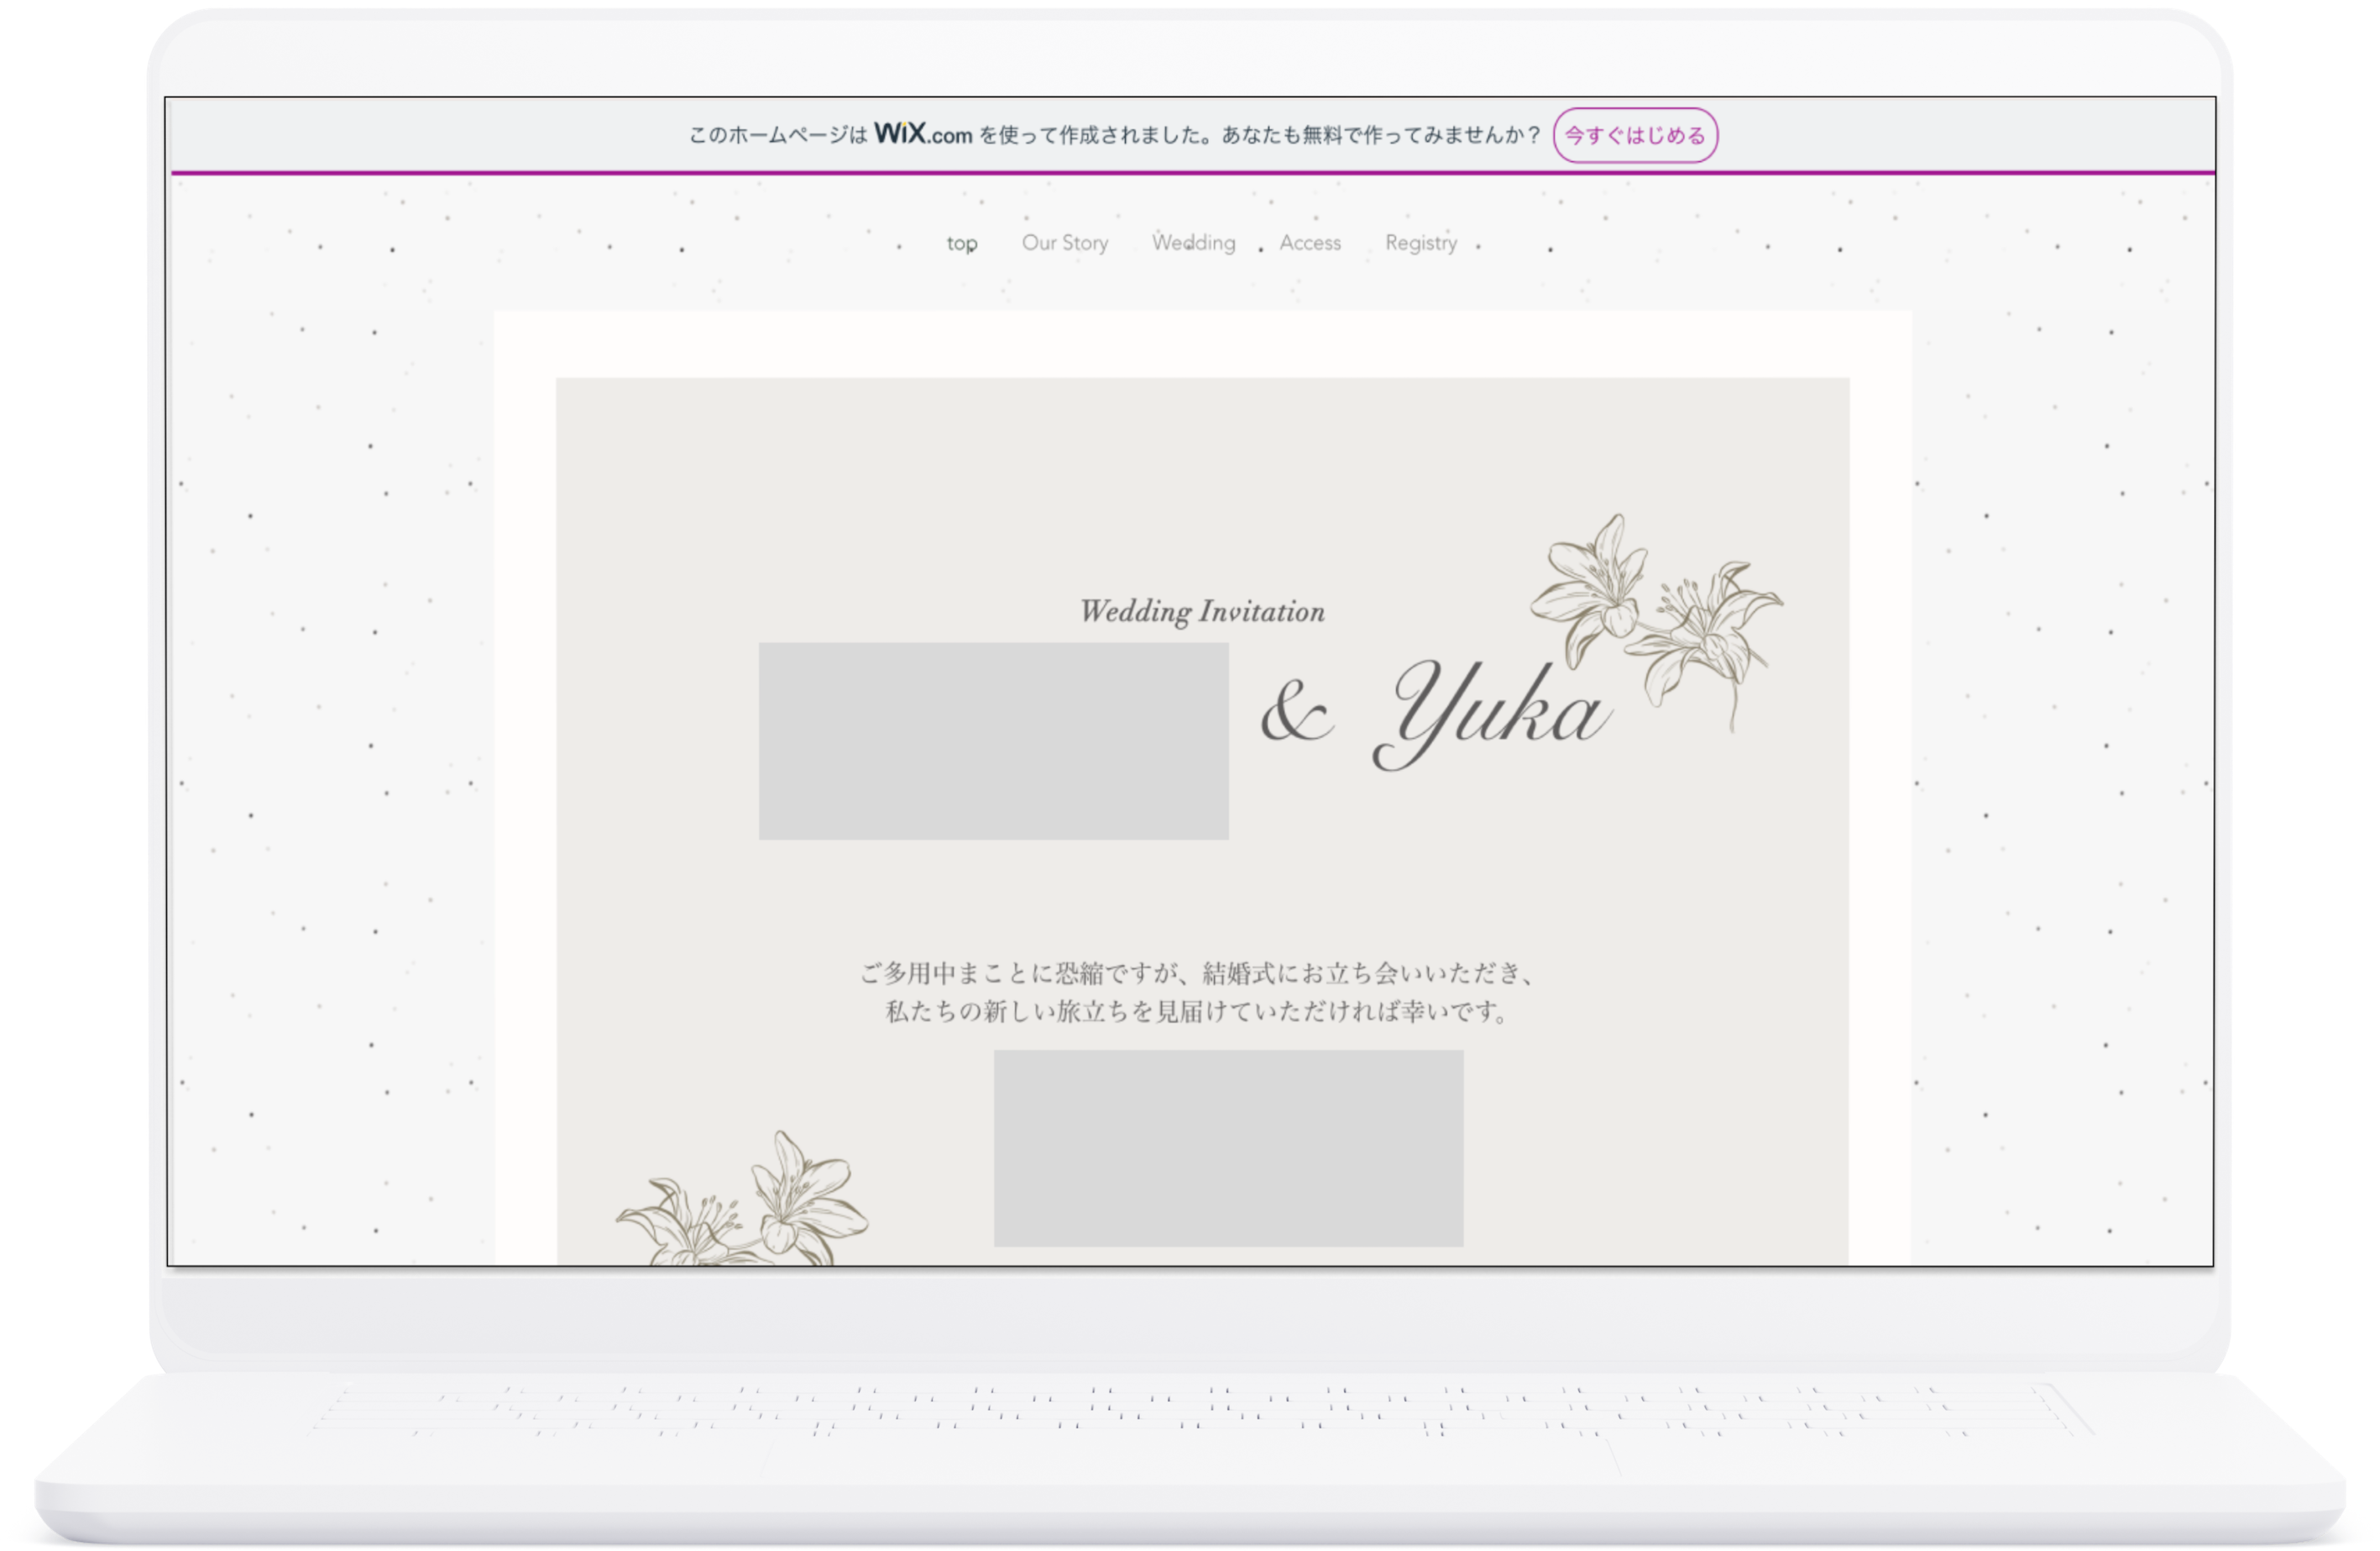 このホームページは WiX.com を使って作成されました。あなたも無料で作ってみませんか？ 今すぐはじめる
top Our Story Wedding Access Registry
Wedding Invitation
& Yuka
ご多用中まことに恐縮ですが、結婚式にお立ち会いいただき、
私たちの新しい旅立ちを見届けていただければ幸いです。